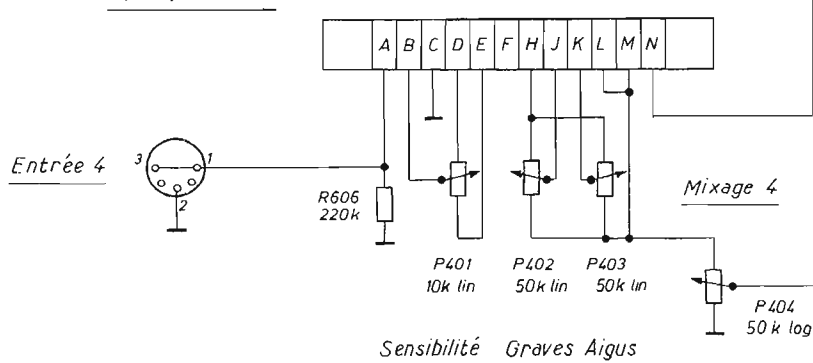 A B C D E F H J K L M N
Entrée 4
3
1
2
R606
220k
Mixage 4
P401
10k lin
P402
50k lin
P403
50k lin
P404
50k log
Sensibilité Graves Aigus